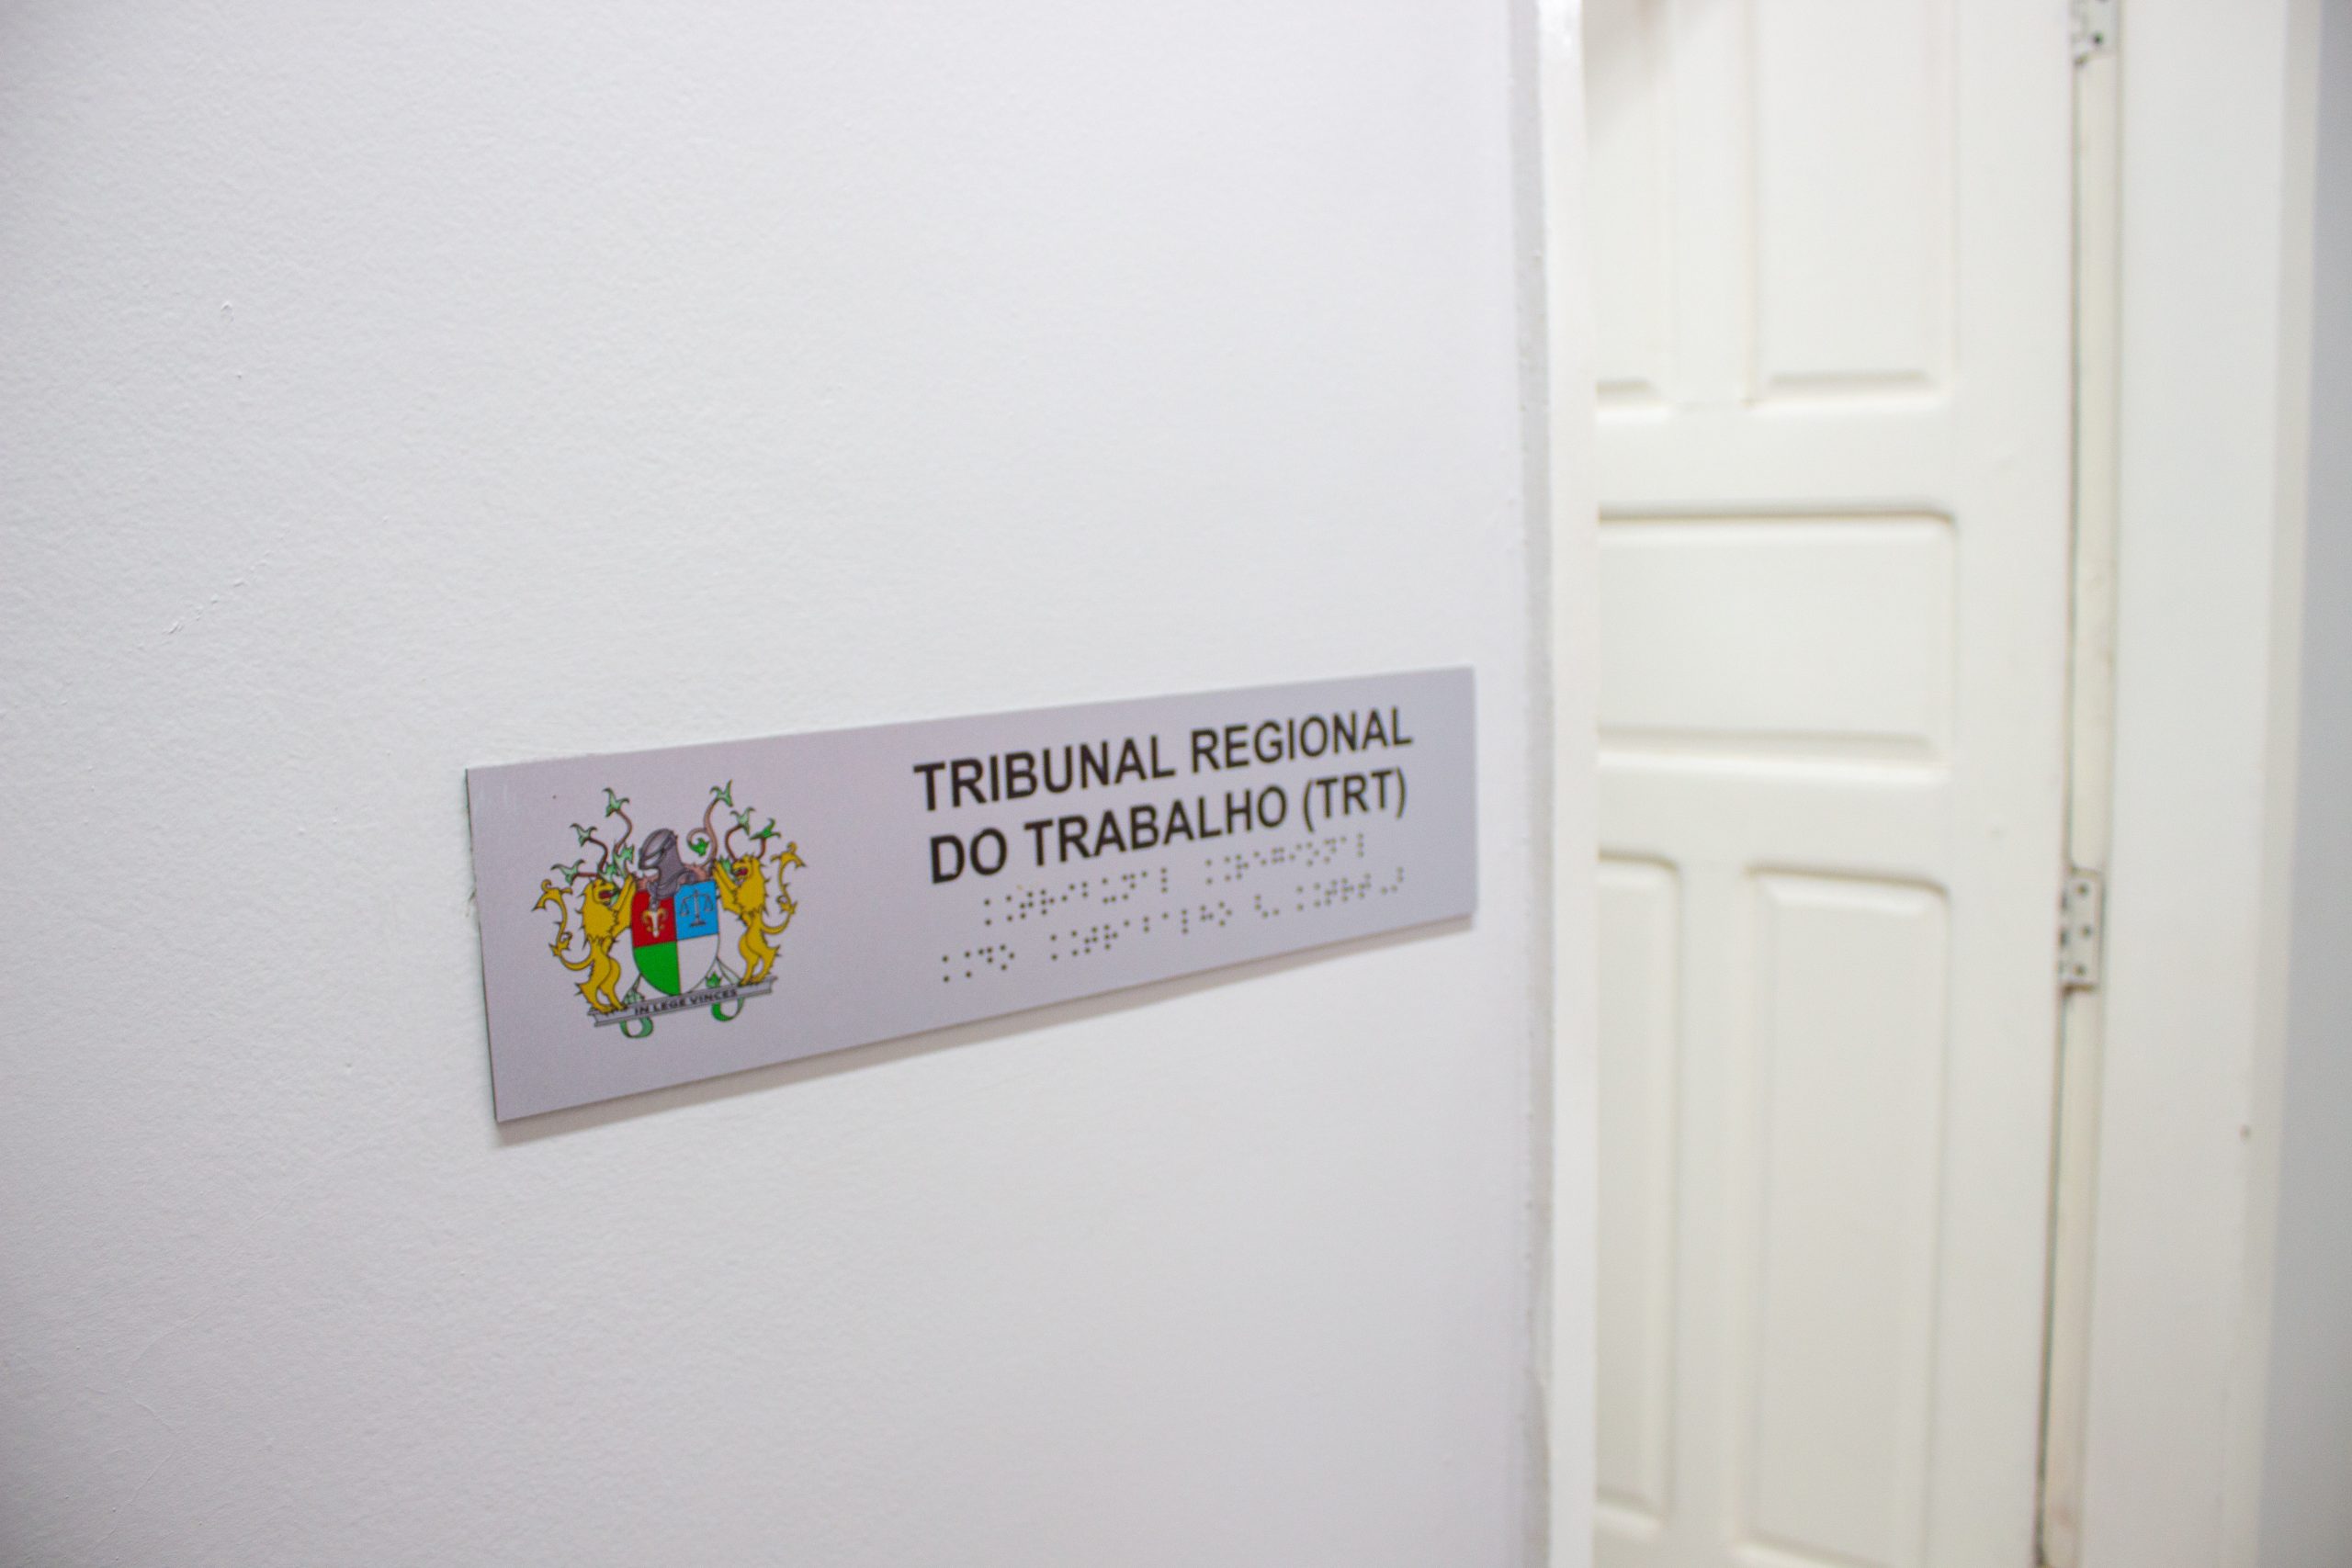 TRIBUNAL REGIONAL
DO TRABALHO (TRT)
IN LEGE VINCES